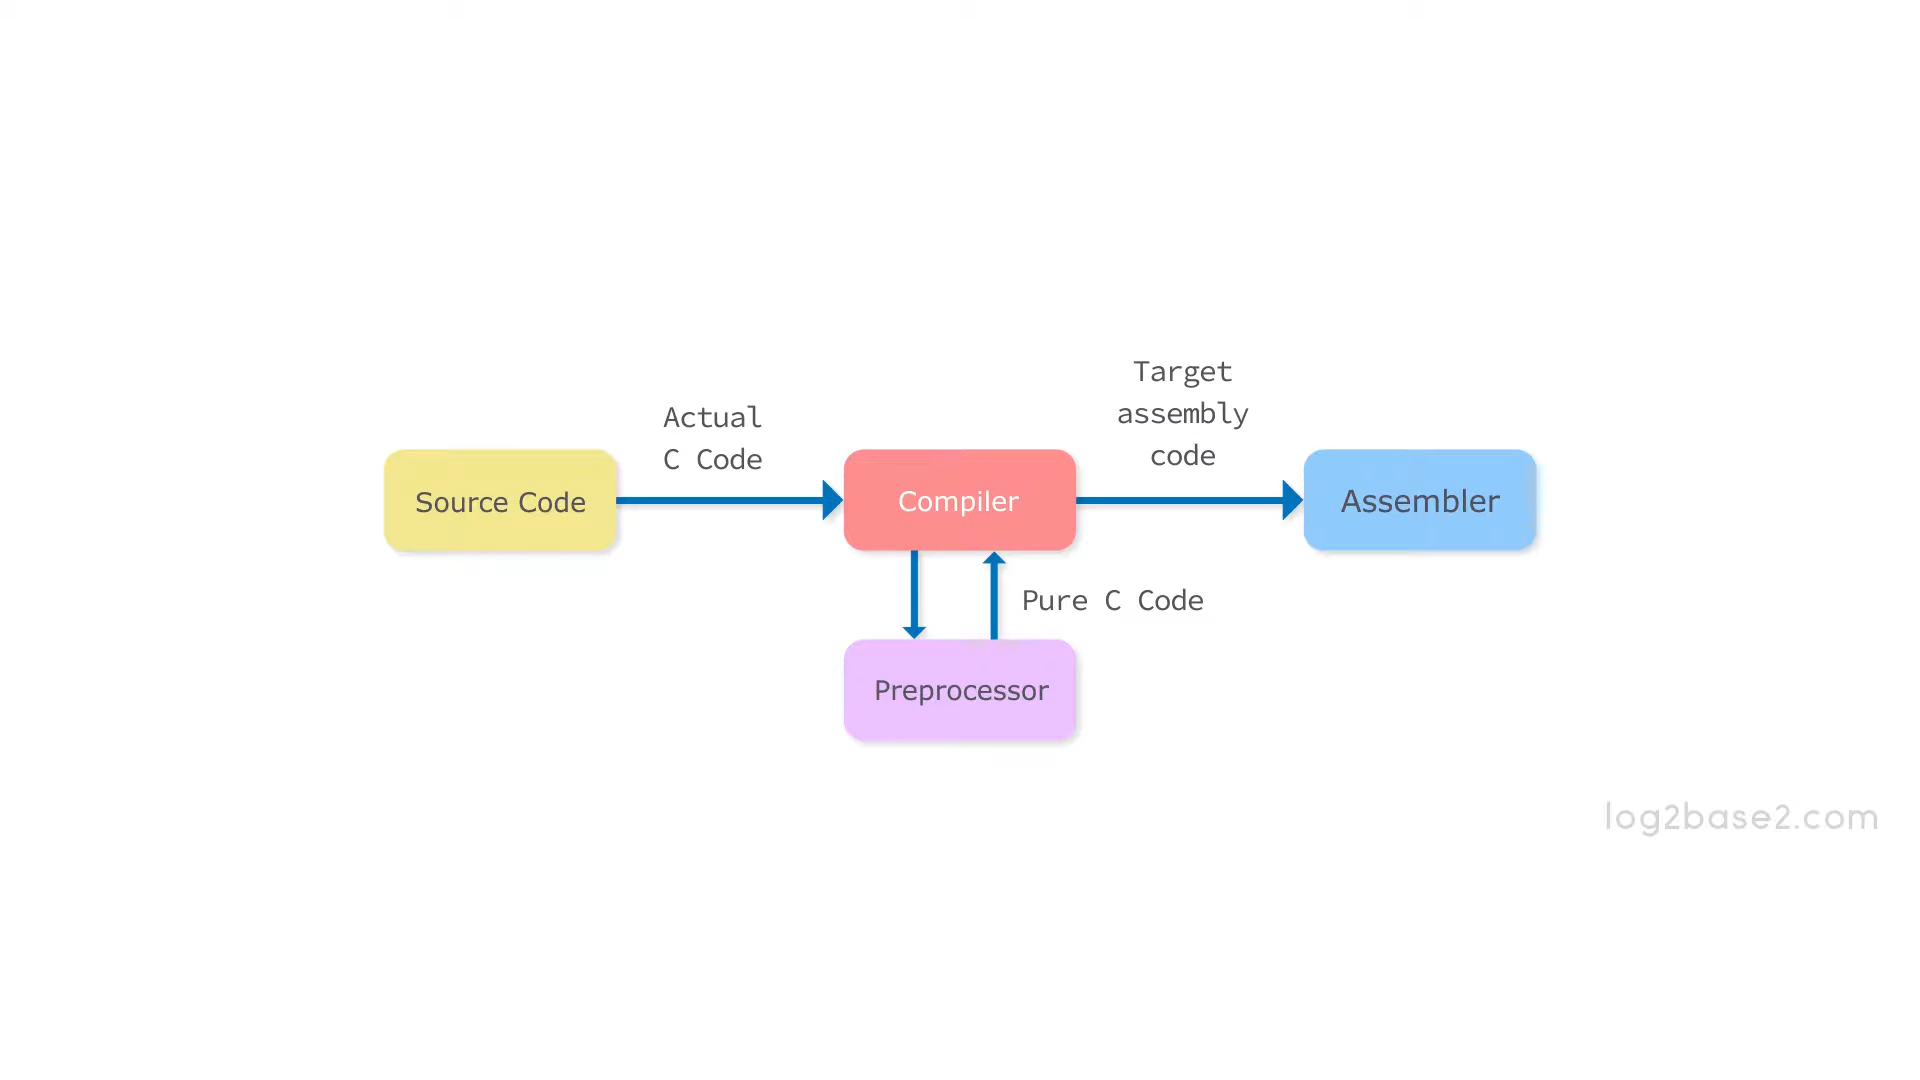 Target
assembly
code
Actual
C Code
Source Code
Compiler
Assembler
Pure C Code
Preprocessor
log2base2.com